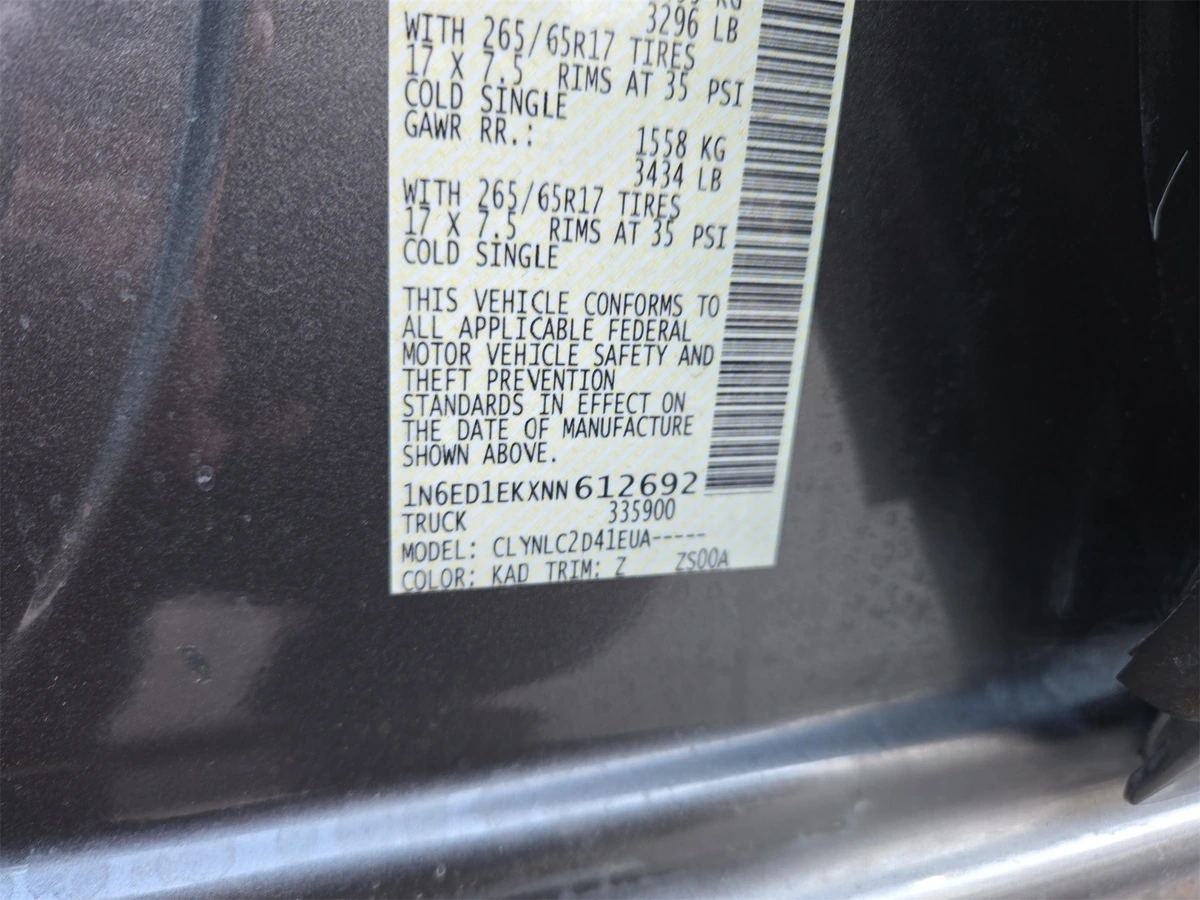 KG
3296 LB
WITH 265/65R17 TIRES
17 X 7.5 RIMS AT 35 PSI
COLD SINGLE
GAWR RR.: 1558 KG
3434 LB
WITH 265/65R17 TIRES
17 X 7.5 RIMS AT 35 PSI
COLD SINGLE
THIS VEHICLE CONFORMS TO
ALL APPLICABLE FEDERAL
MOTOR VEHICLE SAFETY AND
THEFT PREVENTION
STANDARDS IN EFFECT ON
THE DATE OF MANUFACTURE
SHOWN ABOVE.
1N6ED1EKXNN612692
TRUCK 335900
MODEL: CLYNLC2D41EUA-----
COLOR: KAD TRIM: Z ZS00A